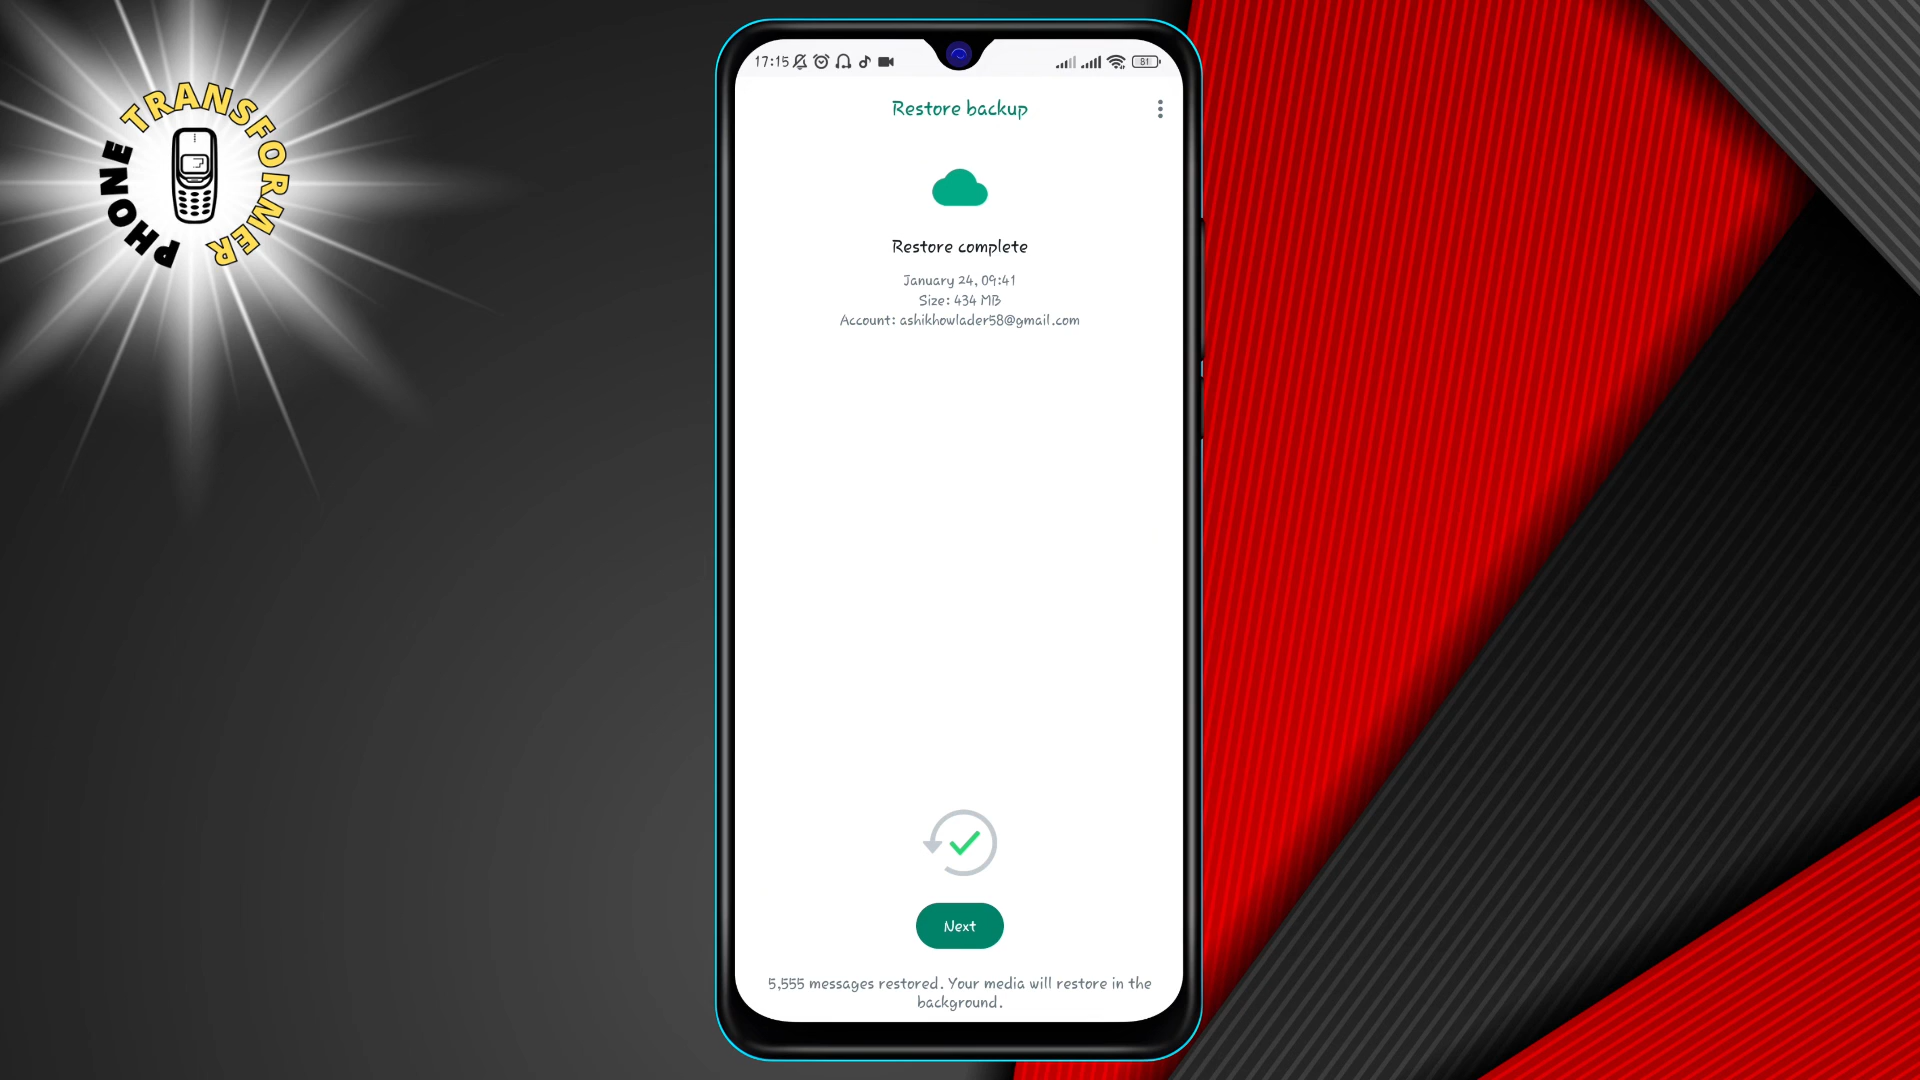 PHONE TRANSFORMER
17:15
81
Restore backup
Restore complete
January 24, 09:41
Size: 434 MB
Account: ashikhowlader58@gmail.com
Next
5,555 messages restored. Your media will restore in the
background.